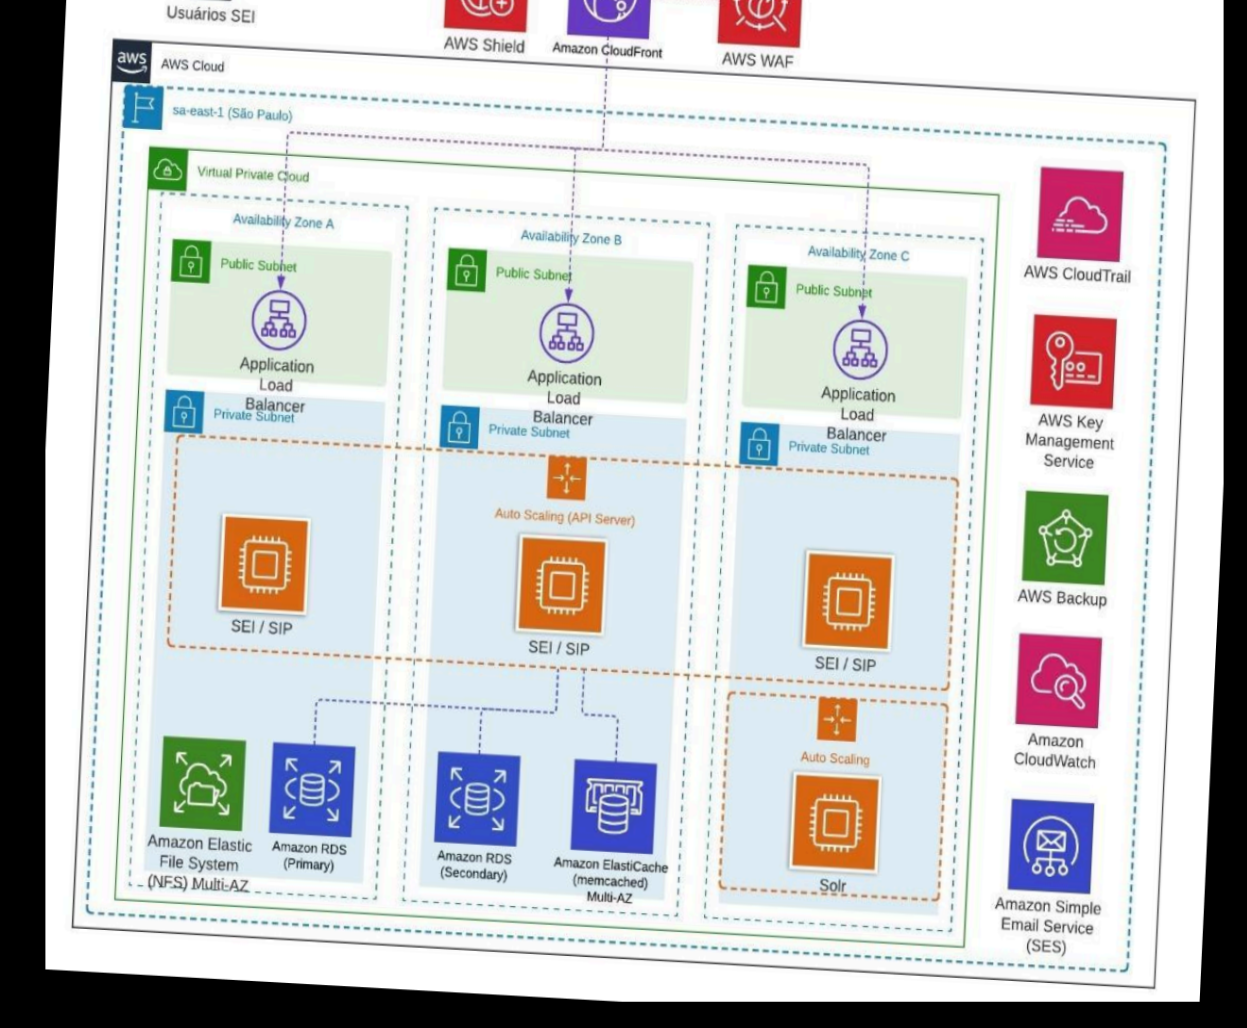 Usuários SEI
AWS Shield
Amazon CloudFront
AWS WAF
aws
AWS Cloud
sa-east-1 (São Paulo)
Virtual Private Cloud
Availability Zone A
Availability Zone B
Availability Zone C
Public Subnet
Public Subnet
Public Subnet
Application
Load
Balancer
Application
Load
Balancer
Application
Load
Balancer
Private Subnet
Private Subnet
Private Subnet
Auto Scaling (API Server)
SEI / SIP
SEI / SIP
SEI / SIP
Auto Scaling
Solr
Amazon Elastic
File System
(NFS) Multi-AZ
Amazon RDS
(Primary)
Amazon RDS
(Secondary)
Amazon ElastiCache
(memcached)
Multi-AZ
AWS CloudTrail
AWS Key
Management
Service
AWS Backup
Amazon
CloudWatch
Amazon Simple
Email Service
(SES)